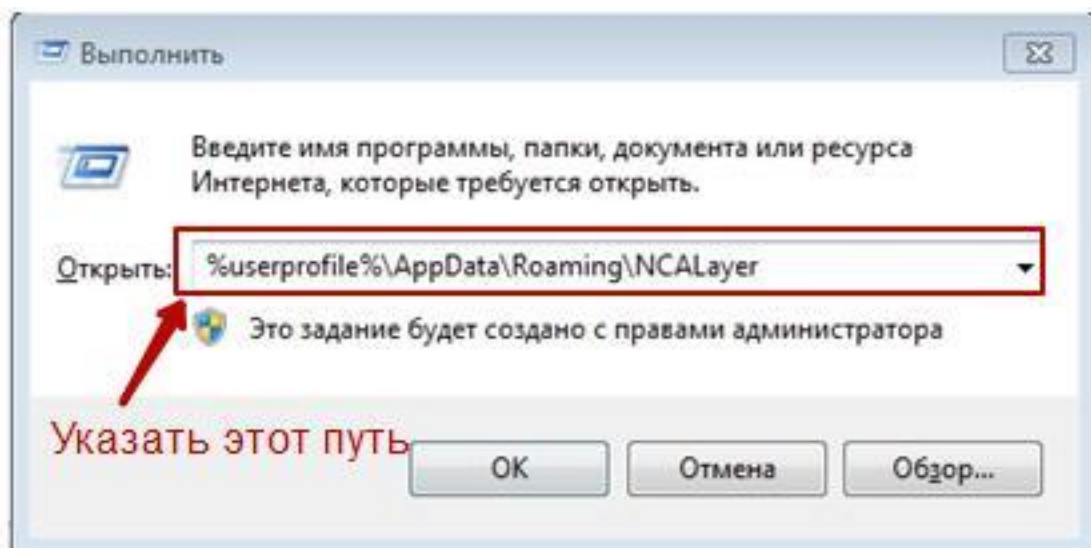 Выполнить
Введите имя программы, папки, документа или ресурса
Интернета, которые требуется открыть.
Открыть: %userprofile%\AppData\Roaming\NCALayer
Это задание будет создано с правами администратора
Указать этот путь
ОК Отмена Обзор...